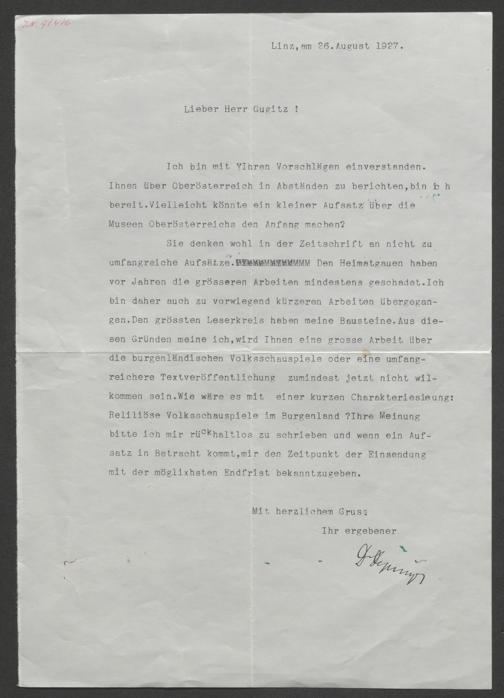 Linz,am 26.August 1927.
Lieber Herr Gugitz !
Ich bin mit YIhren Vorschlägen einverstanden.
Ihnen über Oberösterreich in Abständen zu berichten,bin ich
bereit.Vielleicht könnte ein kleiner Aufsatz über die
Museen Oberösterreichs den Anfang machen?
Sie denken wohl in der Zeitschrift an nicht zu
umfangreiche Aufsätze. Den Heimatgauen haben
vor Jahren die grösseren Arbeiten mindestens geschadet.Ich
bin daher auch zu vorwiegend kürzeren Arbeiten übergegan-
gen.Den grössten Leserkreis haben meine Bausteine.Aus die-
sen Gründen meine ich,wird Ihnen eine grosse Arbeit über
die burgenländischen Volksschauspiele oder eine umfang-
reichere Textveröffentlichung zumindest jetzt nicht wil-
kommen sein.Wie wäre es mit einer kurzen Charakteriesieung:
Reliliöse Volksschauspiele im Burgenland ?Ihre Meinung
bitte ich mir rückhaltlos zu schrieben und wenn ein Auf-
satz in Betracht kommt,mir den Zeitpunkt der Einsendung
mit der möglixhsten Endfrist bekanntzugeben.
Mit herzlichem Gruss
Ihr ergebener